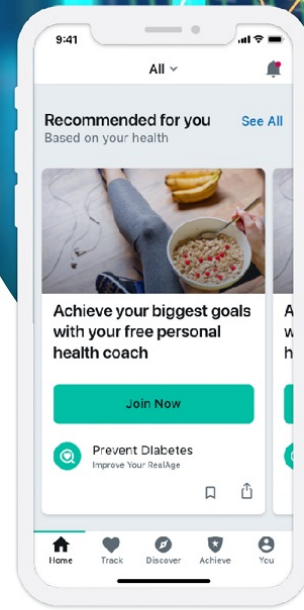 9:41
All
Recommended for you See All
Based on your health
Achieve your biggest goals
with your free personal
health coach
A
w
h
Join Now
Prevent Diabetes
Improve Your RealAge
Home Track Discover Achieve You